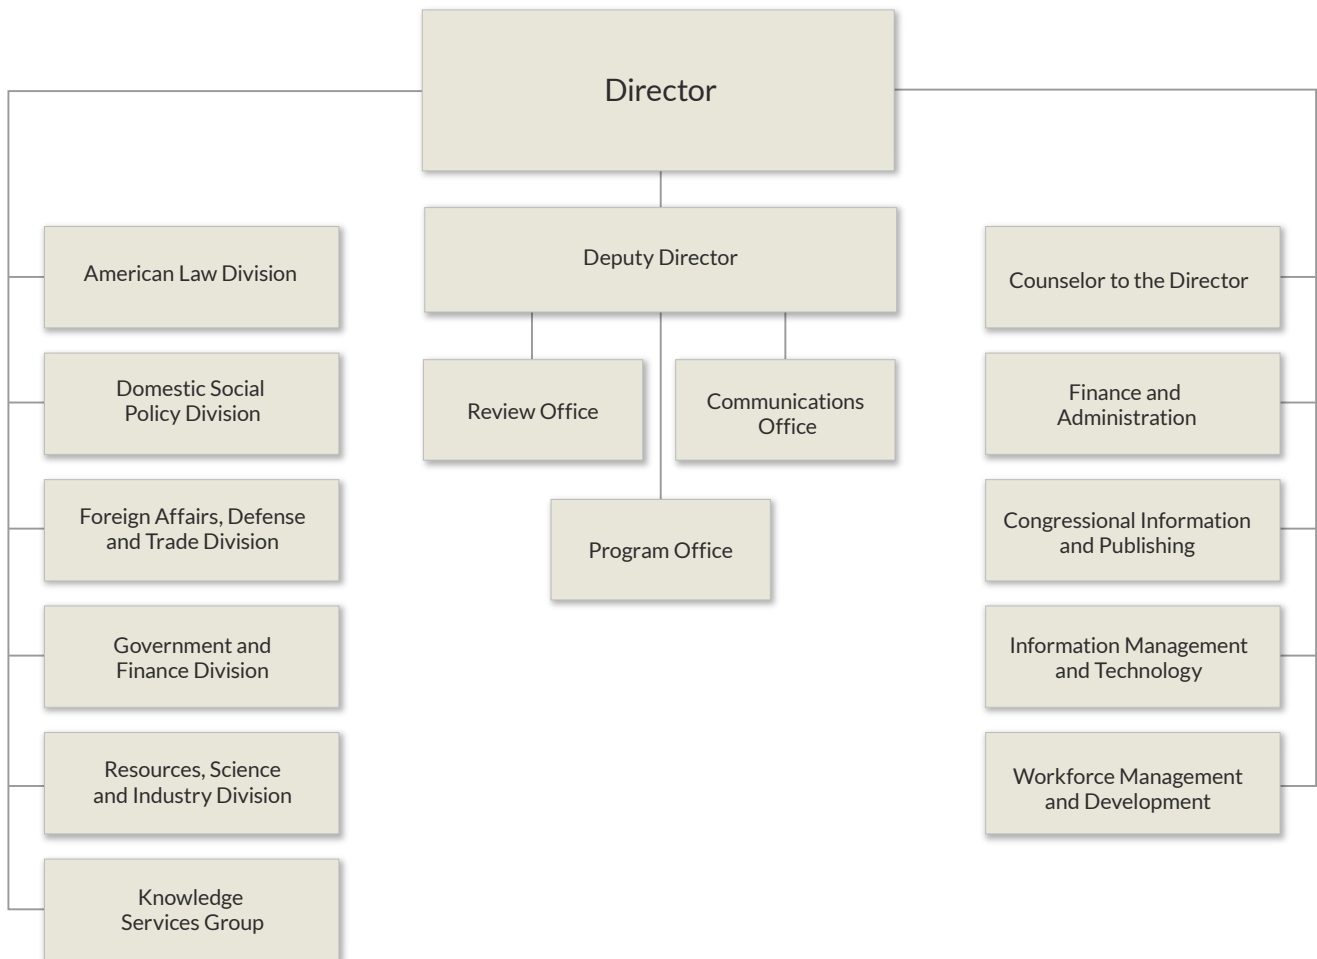 Director
Deputy Director
American Law Division
Domestic Social
Policy Division
Foreign Affairs, Defense
and Trade Division
Government and
Finance Division
Resources, Science
and Industry Division
Knowledge
Services Group
Review Office
Communications
Office
Program Office
Counselor to the Director
Finance and
Administration
Congressional Information
and Publishing
Information Management
and Technology
Workforce Management
and Development